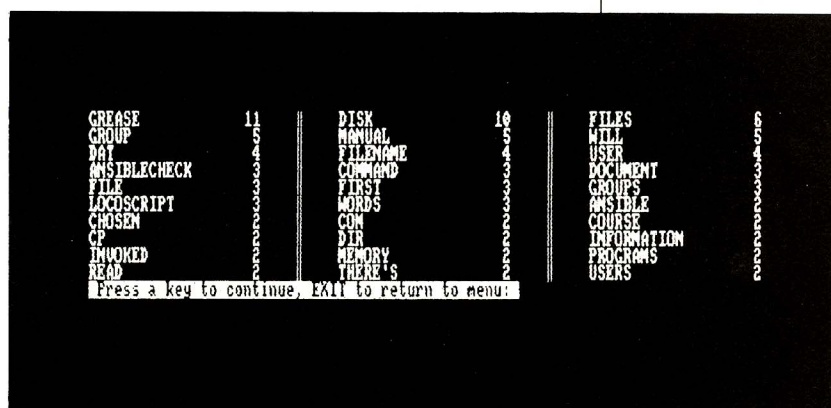 GREASE 11 DISK 10 FILES 6
GROUP 5 MANUAL 5 WILL 5
DAT 4 FILENAME 4 USER 4
ANSIBLECHECK 3 COMMAND 3 DOCUMENT 3
FILE 3 FIRST 3 GROUPS 3
LOCOSCRIPT 3 WORDS 3 ANSIBLE 2
CHOSEN 2 COM 2 COURSE 2
CP 2 DIR 2 INFORMATION 2
INVOKED 2 MEMORY 2 PROGRAMS 2
READ 2 THERE'S 2 USERS 2
Press a key to continue, EXIT to return to menu: